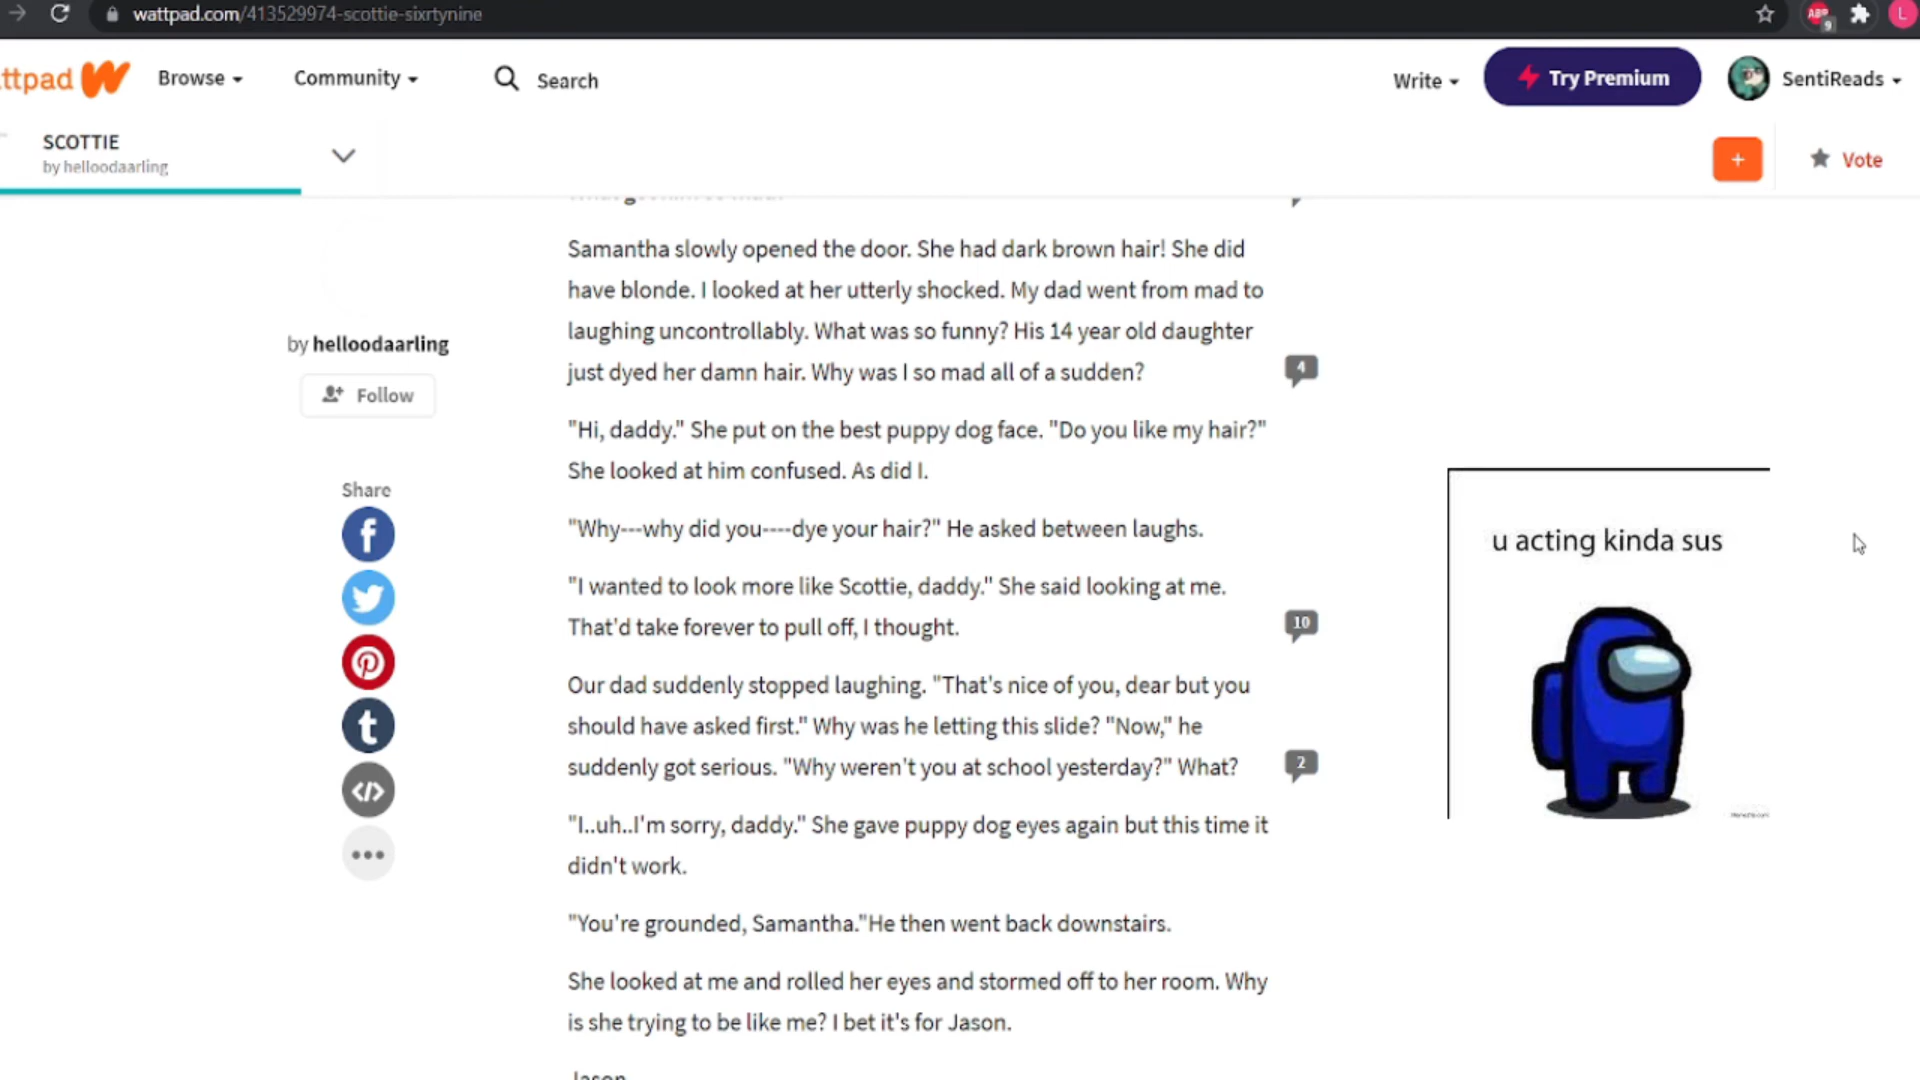 wattpad.com/413529974-scottie-sixrtynine
ABP
9
L
ttpad
Browse
Community
Search
Write
Try Premium
SentiReads
SCOTTIE
by helloodaarling
+
Vote
Samantha slowly opened the door. She had dark brown hair! She did
have blonde. I looked at her utterly shocked. My dad went from mad to
laughing uncontrollably. What was so funny? His 14 year old daughter
just dyed her damn hair. Why was I so mad all of a sudden?
4
by helloodaarling
Follow
"Hi, daddy." She put on the best puppy dog face. "Do you like my hair?"
She looked at him confused. As did I.
Share
"Why---why did you----dye your hair?" He asked between laughs.
"I wanted to look more like Scottie, daddy." She said looking at me.
That'd take forever to pull off, I thought.
10
Our dad suddenly stopped laughing. "That's nice of you, dear but you
should have asked first." Why was he letting this slide? "Now," he
suddenly got serious. "Why weren't you at school yesterday?" What?
2
"I..uh..I'm sorry, daddy." She gave puppy dog eyes again but this time it
didn't work.
"You're grounded, Samantha."He then went back downstairs.
She looked at me and rolled her eyes and stormed off to her room. Why
is she trying to be like me? I bet it's for Jason.
Jason
u acting kinda sus